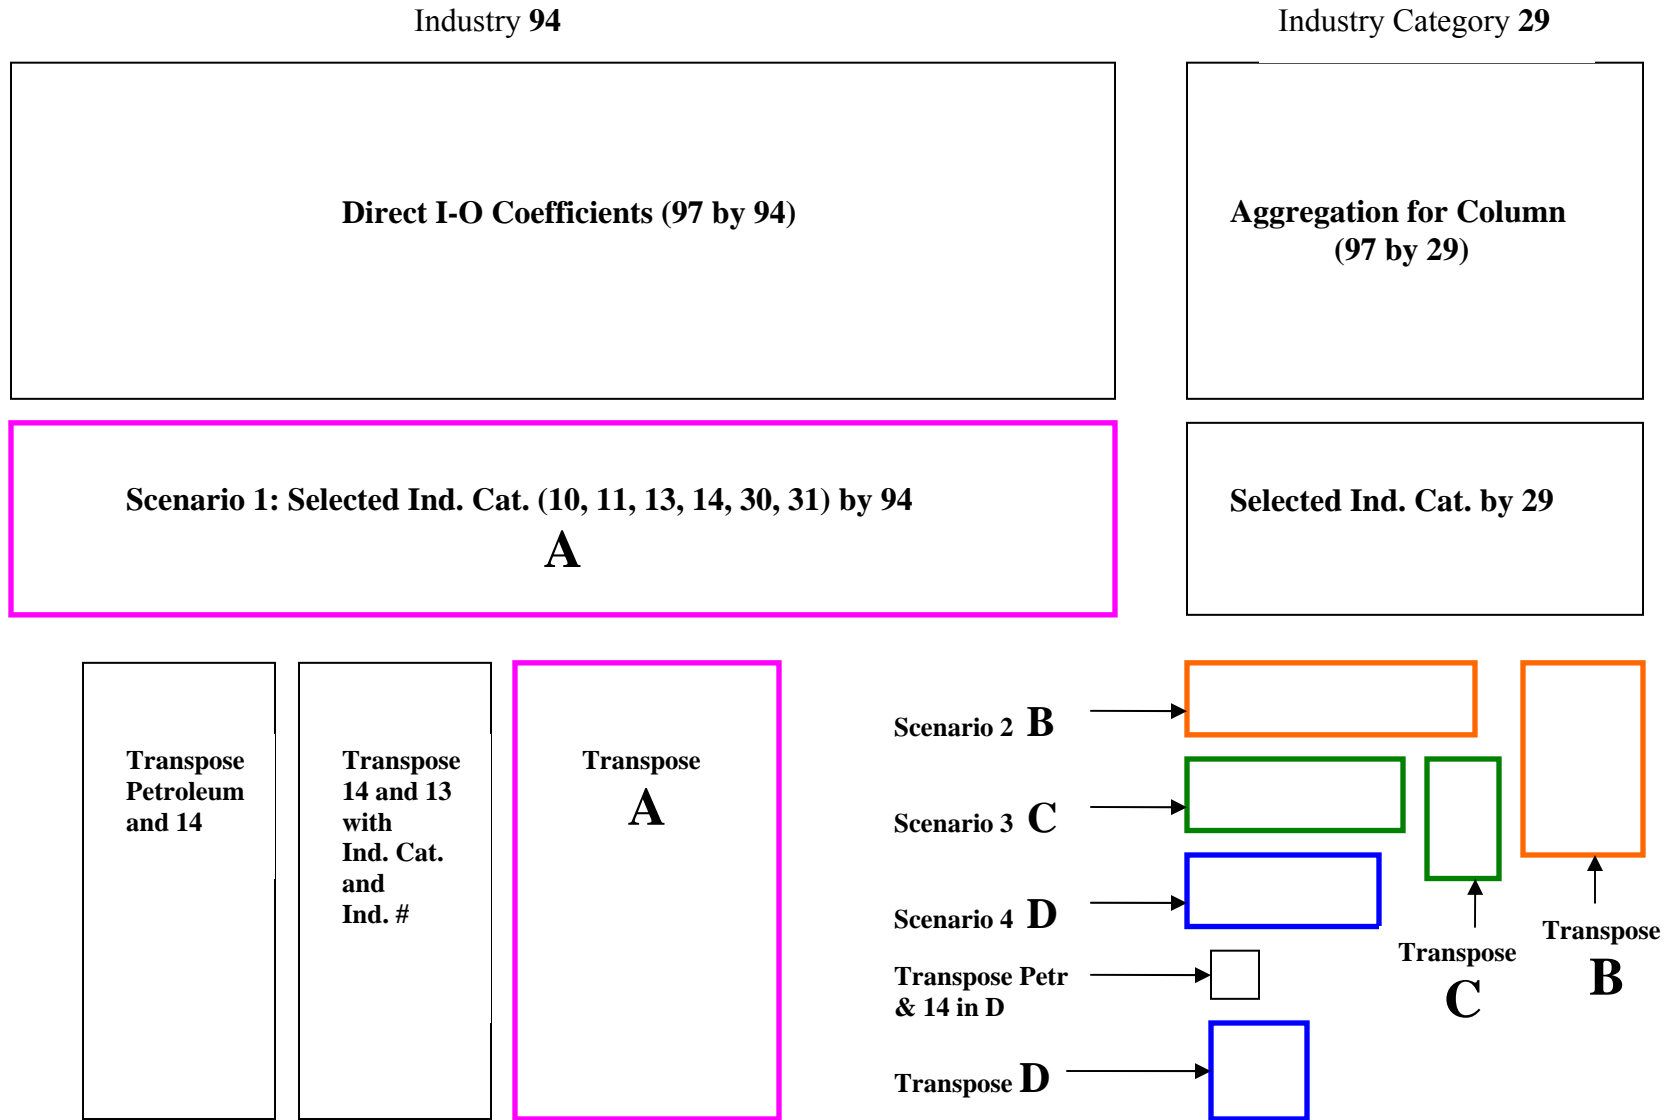 Industry 94
Industry Category 29
Direct I-O Coefficients (97 by 94)
Aggregation for Column
(97 by 29)
Scenario 1: Selected Ind. Cat. (10, 11, 13, 14, 30, 31) by 94
A
Selected Ind. Cat. by 29
Transpose
Petroleum
and 14
Transpose
14 and 13
with
Ind. Cat.
and
Ind. #
Transpose
A
Scenario 2 B
Scenario 3 C
Scenario 4 D
Transpose Petr
& 14 in D
Transpose D
Transpose
C
Transpose
B